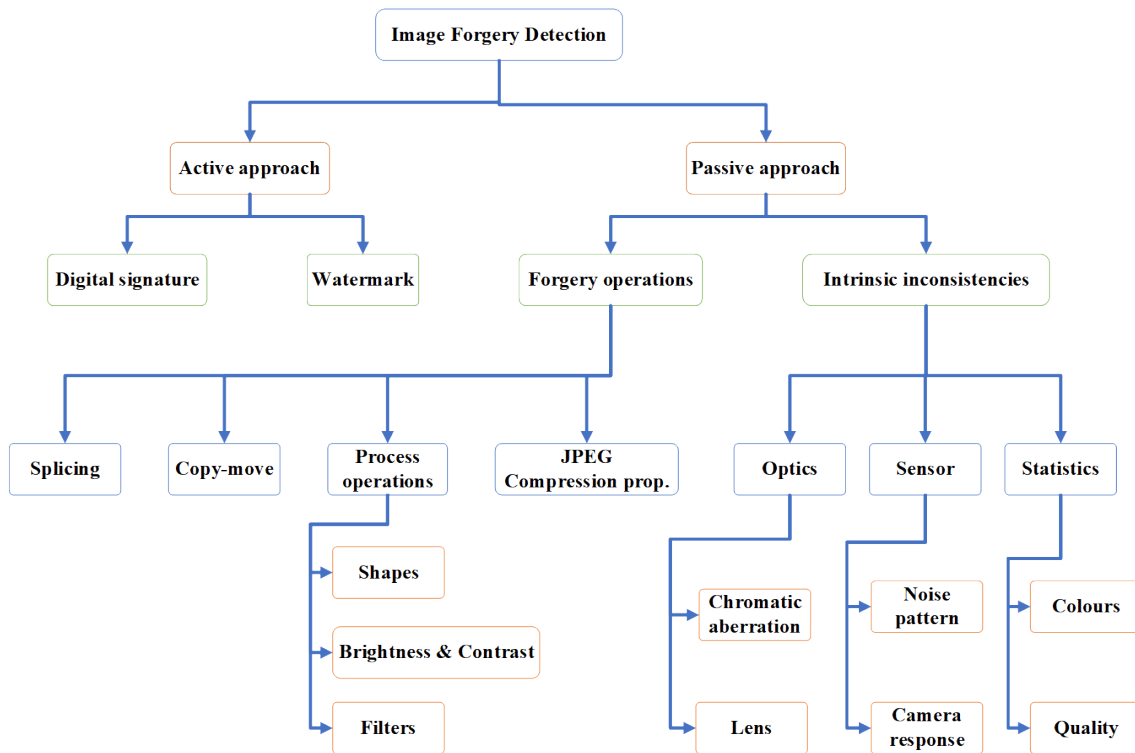 Image Forgery Detection
Active approach
Passive approach
Digital signature
Watermark
Forgery operations
Intrinsic inconsistencies
Splicing
Copy-move
Process
operations
JPEG
Compression prop.
Optics
Sensor
Statistics
Shapes
Brightness & Contrast
Filters
Chromatic
aberration
Lens
Noise
pattern
Camera
response
Colours
Quality